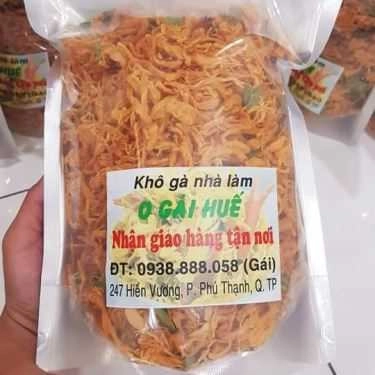 Khô gà nhà làm
O GÁI HUẾ
Nhận giao hàng tận nơi
ĐT: 0938.888.058 (Gái)
247 Hiền Vương, P. Phú Thạnh, Q. TP